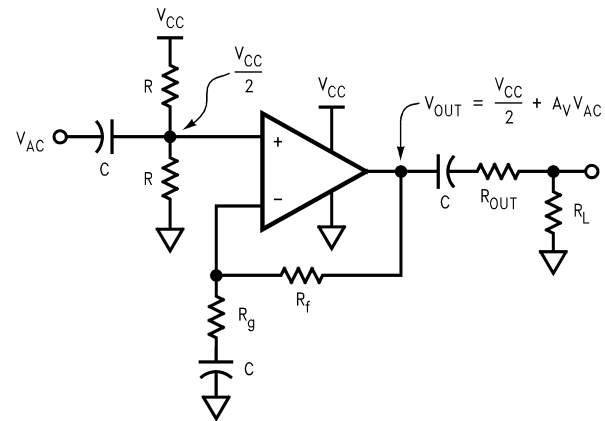 V_CC
R
V_CC/2
V_CC
V_OUT = V_CC/2 + A_V V_AC
V_AC
C
+
R
−
C
R_OUT
R_L
R_f
R_g
C